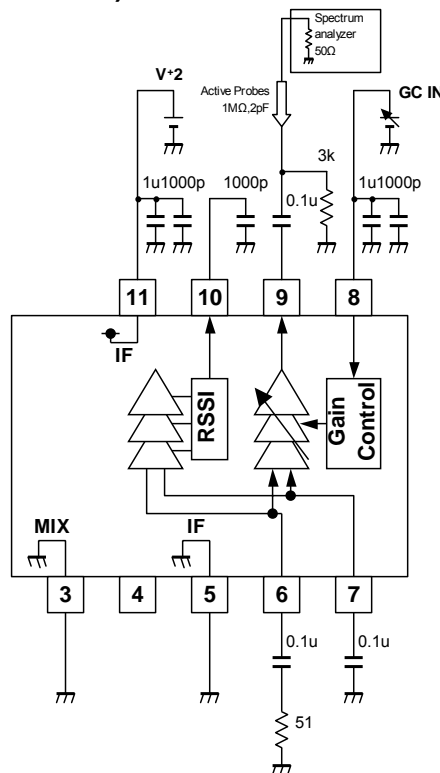 Spectrum
analyzer
50Ω
V+2
Active Probes
1MΩ,2pF
GC IN
3k
1u1000p
1000p
0.1u
1u1000p
11
10
9
8
IF
RSSI
Gain
Control
MIX
IF
3
4
5
6
7
0.1u
0.1u
51